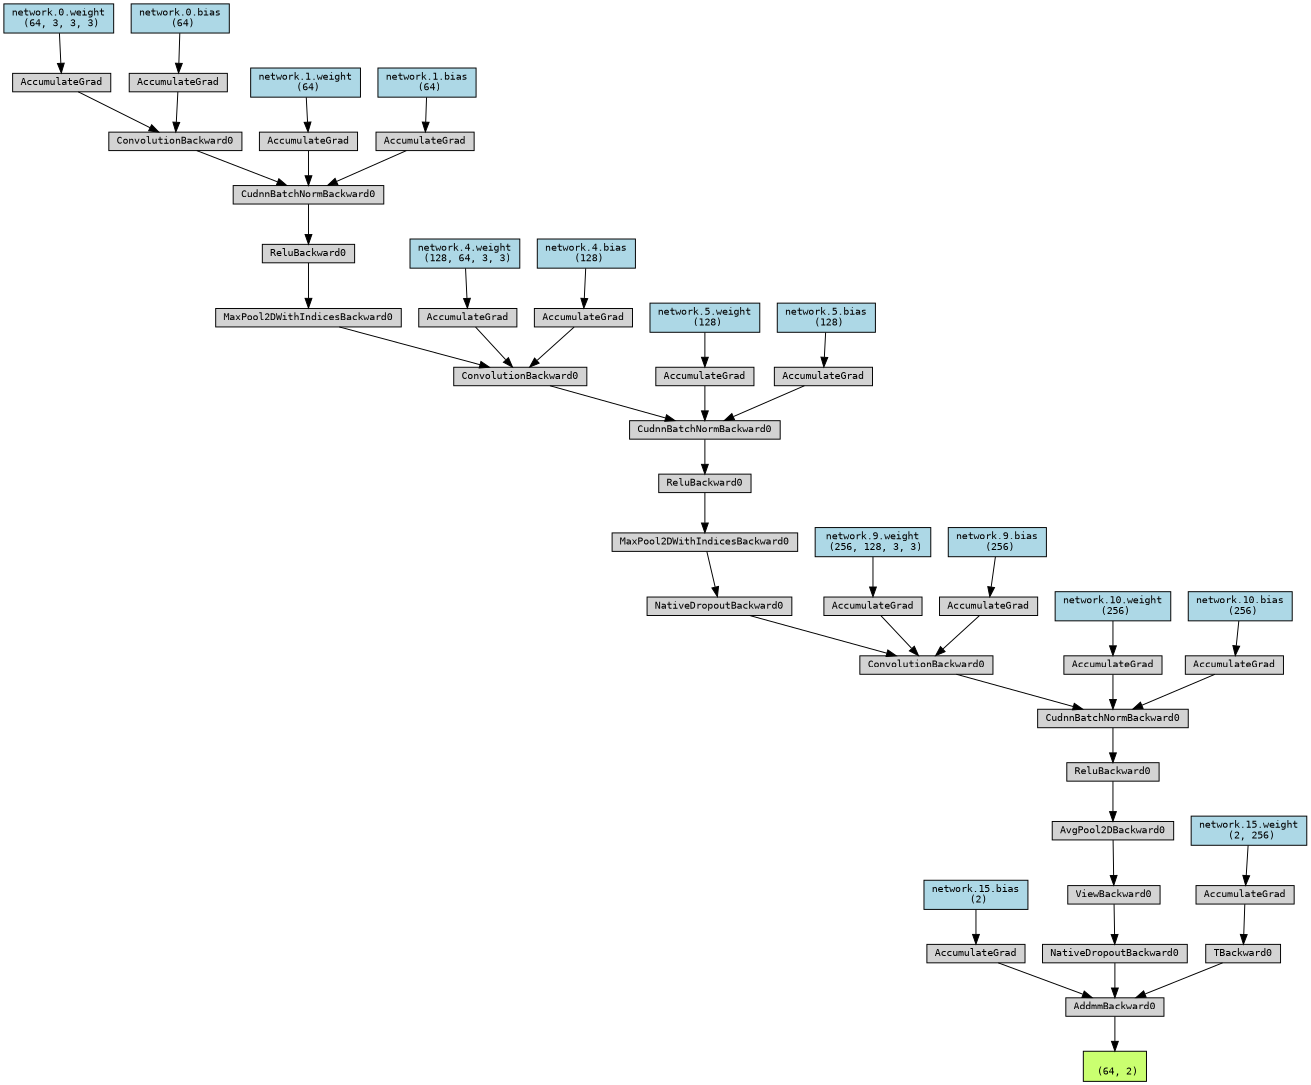 network.0.weight
(64, 3, 3, 3)
network.0.bias
(64)
AccumulateGrad
AccumulateGrad
network.1.weight
(64)
network.1.bias
(64)
ConvolutionBackward0
AccumulateGrad
AccumulateGrad
CudnnBatchNormBackward0
ReluBackward0
network.4.weight
(128, 64, 3, 3)
network.4.bias
(128)
MaxPool2DWithIndicesBackward0
AccumulateGrad
AccumulateGrad
network.5.weight
(128)
network.5.bias
(128)
ConvolutionBackward0
AccumulateGrad
AccumulateGrad
CudnnBatchNormBackward0
ReluBackward0
MaxPool2DWithIndicesBackward0
network.9.weight
(256, 128, 3, 3)
network.9.bias
(256)
NativeDropoutBackward0
AccumulateGrad
AccumulateGrad
network.10.weight
(256)
network.10.bias
(256)
ConvolutionBackward0
AccumulateGrad
AccumulateGrad
CudnnBatchNormBackward0
ReluBackward0
AvgPool2DBackward0
network.15.weight
(2, 256)
network.15.bias
(2)
ViewBackward0
AccumulateGrad
AccumulateGrad
NativeDropoutBackward0
TBackward0
AddmmBackward0
(64, 2)